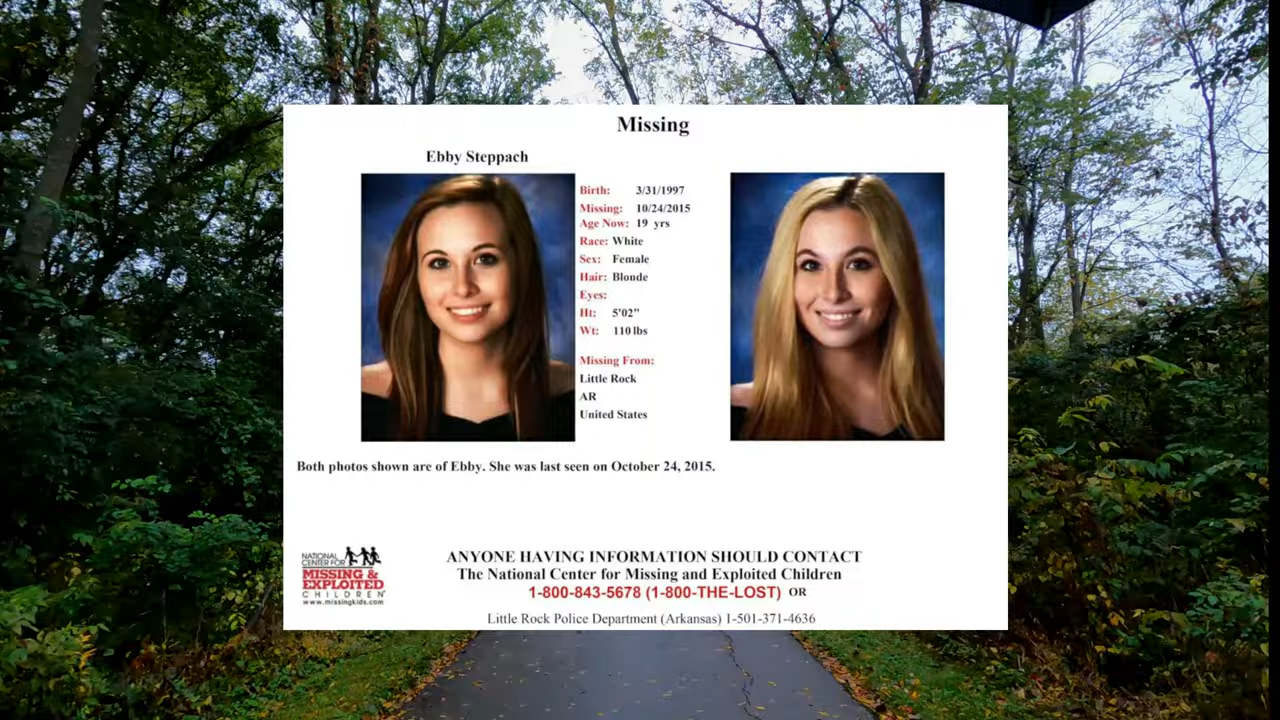 Missing
Ebby Steppach
Birth: 3/31/1997
Missing: 10/24/2015
Age Now: 19 yrs
Race: White
Sex: Female
Hair: Blonde
Eyes:
Ht: 5'02"
Wt: 110 lbs
Missing From:
Little Rock
AR
United States
Both photos shown are of Ebby. She was last seen on October 24, 2015.
NATIONAL
CENTER FOR
MISSING &
EXPLOITED
CHILDREN
www.missingkids.com
ANYONE HAVING INFORMATION SHOULD CONTACT
The National Center for Missing and Exploited Children
1-800-843-5678 (1-800-THE-LOST) OR
Little Rock Police Department (Arkansas) 1-501-371-4636